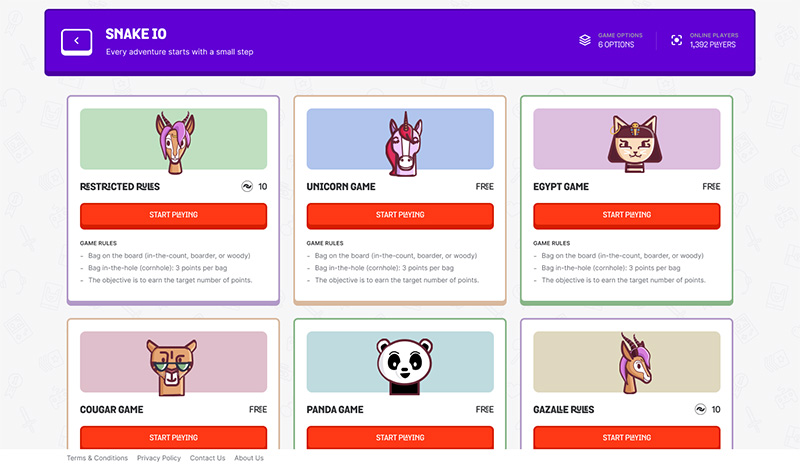 SNAKE IO
Every adventure starts with a small step
GAME OPTIONS
6 OPTIONS
ONLINE PLAYERS
1,392 PLAYERS
RESTRICTED RULES 10
START PLAYING
GAME RULES
- Bag on the board (in-the-count, boarder, or woody)
- Bag in-the-hole (cornhole): 3 points per bag
- The objective is to earn the target number of points.
UNICORN GAME FREE
START PLAYING
GAME RULES
- Bag on the board (in-the-count, boarder, or woody)
- Bag in-the-hole (cornhole): 3 points per bag
- The objective is to earn the target number of points.
EGYPT GAME FREE
START PLAYING
GAME RULES
- Bag on the board (in-the-count, boarder, or woody)
- Bag in-the-hole (cornhole): 3 points per bag
- The objective is to earn the target number of points.
COUGAR GAME FREE
START PLAYING
PANDA GAME FREE
START PLAYING
GAZALLE RULES 10
START PLAYING
Terms & Conditions Privacy Policy Contact Us About Us